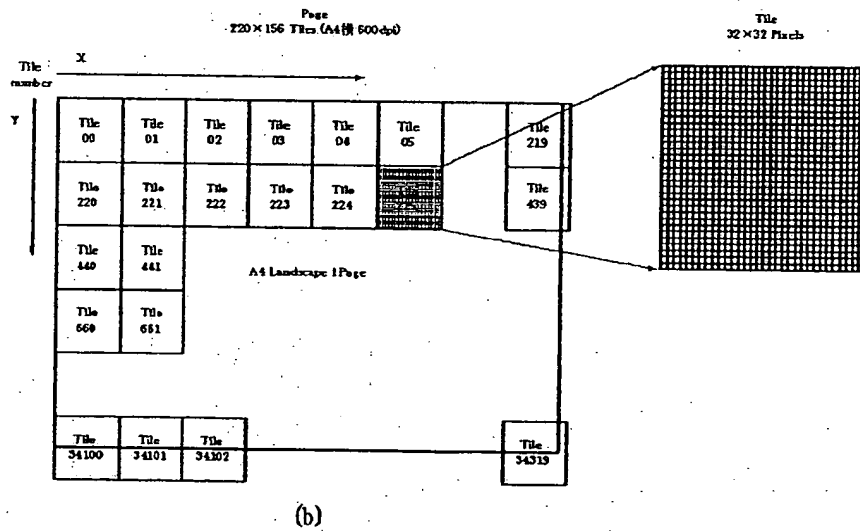 Page
220×156 Tiles (A4横 600dpi)
Tile
32×32 Pixels
Tile
number
X
Y
Tile
00
Tile
01
Tile
02
Tile
03
Tile
04
Tile
05
Tile
219
Tile
220
Tile
221
Tile
222
Tile
223
Tile
224
Tile
439
Tile
440
Tile
441
A4 Landscape 1Page
Tile
660
Tile
661
Tile
34100
Tile
34101
Tile
34102
Tile
34319
(b)